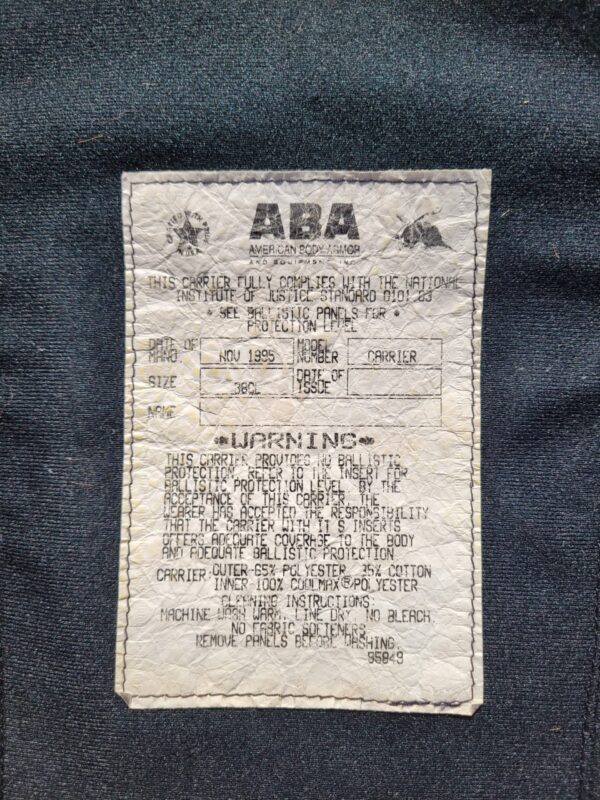 ABA
AMERICAN BODY ARMOR
AND EQUIPMENT, INC.
THIS CARRIER FULLY COMPLIES WITH THE NATIONAL
INSTITUTE OF JUSTICE STANDARD 0101.03
* SEE BALLISTIC PANELS FOR *
PROTECTION LEVEL
DATE OF MANO. NOV 1995 MODEL NUMBER CARRIER
SIZE 38CL DATE OF ISSUE
NAME
WARNING
THIS CARRIER PROVIDES NO BALLISTIC
PROTECTION, REFER TO THE INSERT FOR
BALLISTIC PROTECTION LEVEL. BY THE
ACCEPTANCE OF THIS CARRIER, THE
WEARER HAS ACCEPTED THE RESPONSIBILITY
THAT THE CARRIER WITH IT'S INSERTS
OFFERS ADEQUATE COVERAGE TO THE BODY
AND ADEQUATE BALLISTIC PROTECTION
CARRIER: OUTER-65% POLYESTER, 35% COTTON
INNER-100% COOLMAX® POLYESTER
CLEANING INSTRUCTIONS:
MACHINE WASH WARM, LINE DRY, NO BLEACH,
NO FABRIC SOFTENERS.
REMOVE PANELS BEFORE WASHING.
95849